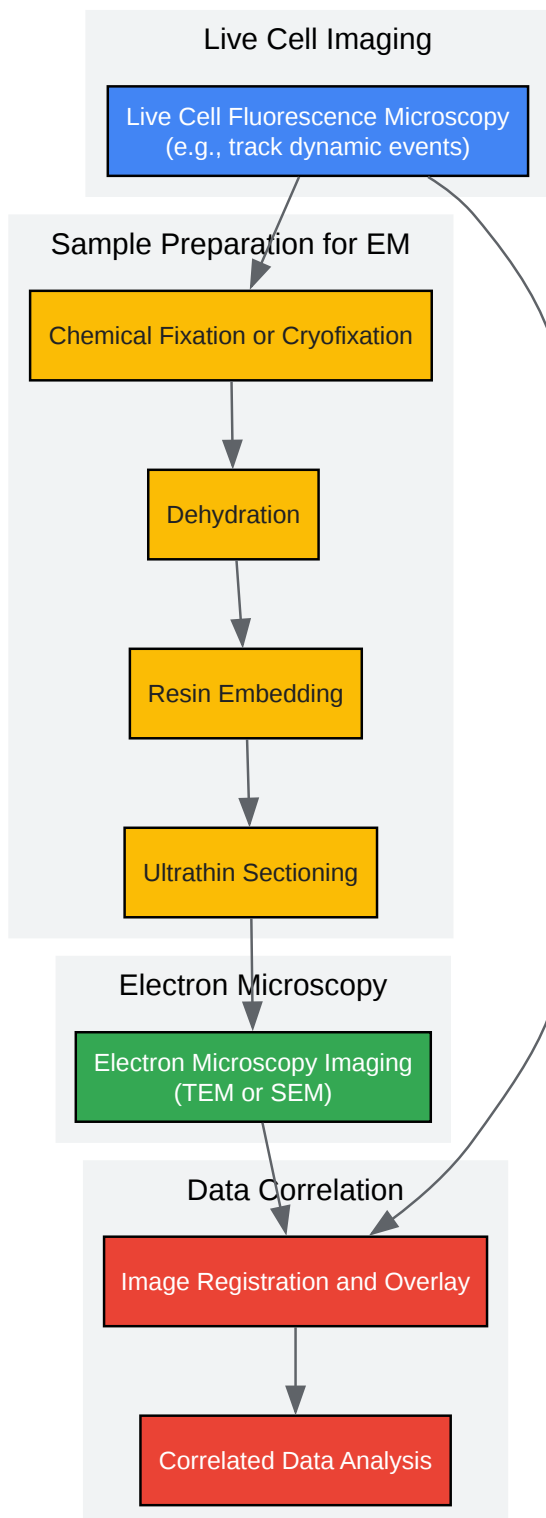 Live Cell Imaging
Live Cell Fluorescence Microscopy
(e.g., track dynamic events)
Sample Preparation for EM
Chemical Fixation or Cryofixation
Dehydration
Resin Embedding
Ultrathin Sectioning
Electron Microscopy
Electron Microscopy Imaging
(TEM or SEM)
Data Correlation
Image Registration and Overlay
Correlated Data Analysis